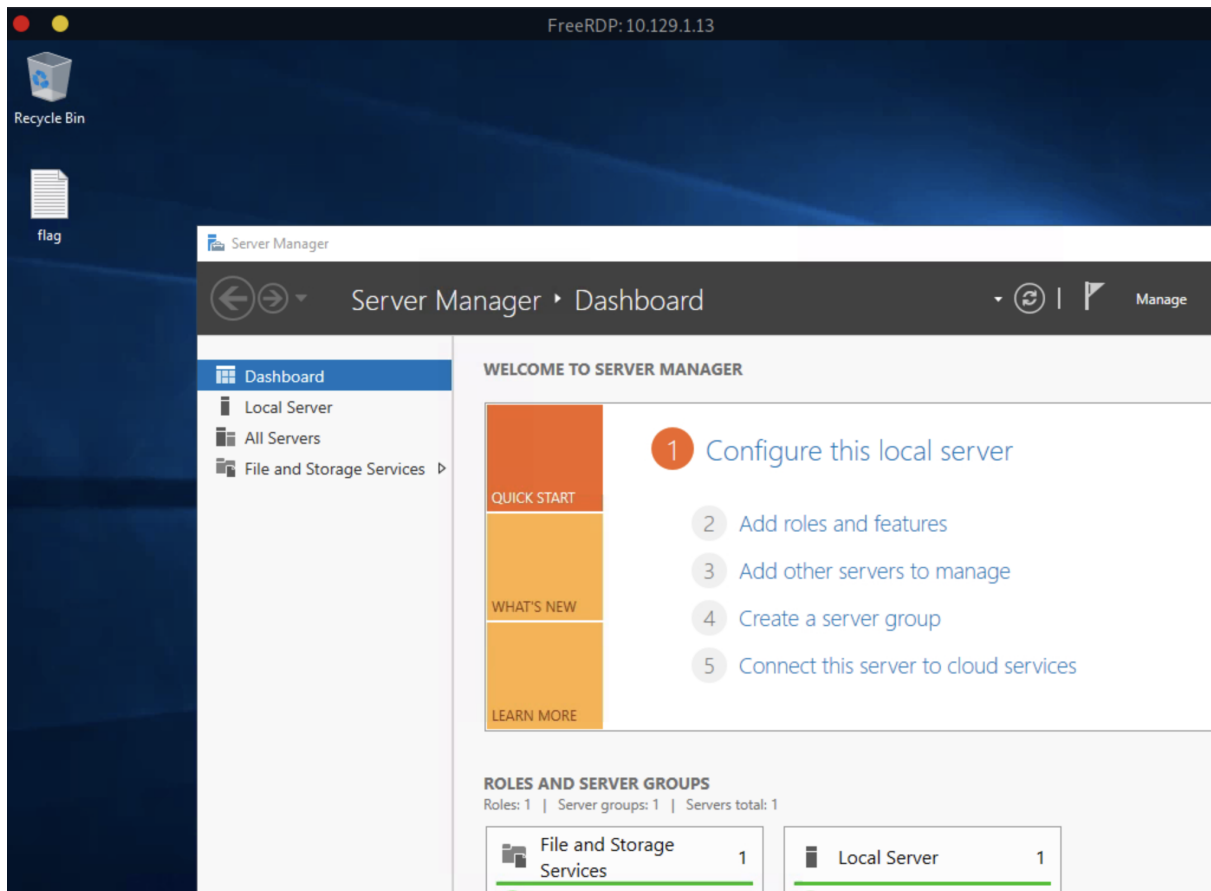 FreeRDP: 10.129.1.13
Recycle Bin
flag
Server Manager
Server Manager ‣ Dashboard
Manage
Dashboard
Local Server
All Servers
File and Storage Services
WELCOME TO SERVER MANAGER
QUICK START
WHAT'S NEW
LEARN MORE
1 Configure this local server
2 Add roles and features
3 Add other servers to manage
4 Create a server group
5 Connect this server to cloud services
ROLES AND SERVER GROUPS
Roles: 1 | Server groups: 1 | Servers total: 1
File and Storage
Services 1
Local Server 1